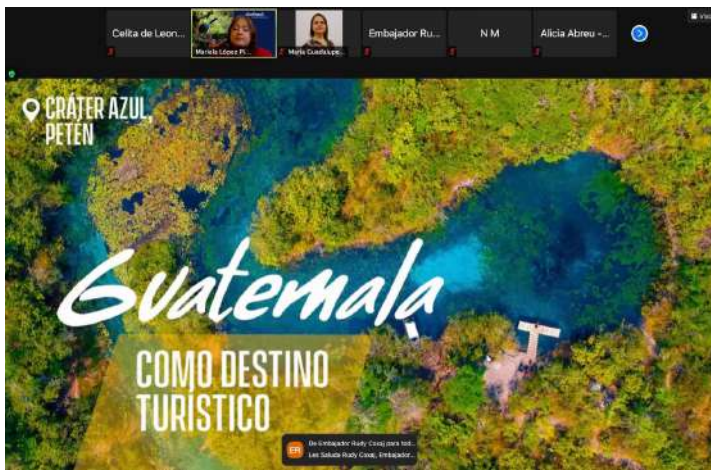 Celita de Leon...
Mariela López Pi...
María Guadalupe...
Embajador Ru...
N M
Alicia Abreu -...
CRÁTER AZUL,
PETÉN
Guatemala
COMO DESTINO
TURÍSTICO
ER
De Embajador Rudy Coxaj para tod...
Les Saluda Rudy Coxaj, Embajador...